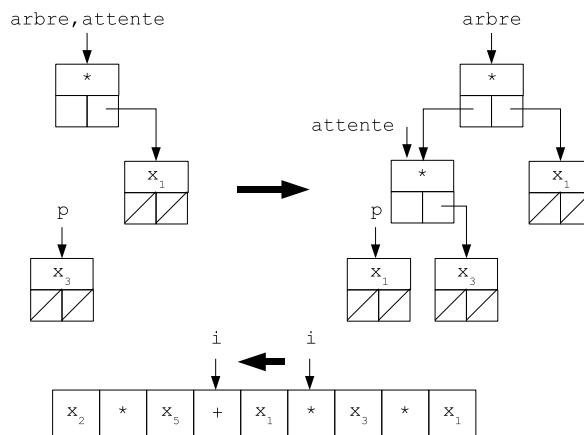 arbre,attente arbre
* *
attente
x₁ * x₁
p p
x₃ x₁ x₃
i i
x₂ * x₅ + x₁ * x₃ * x₁